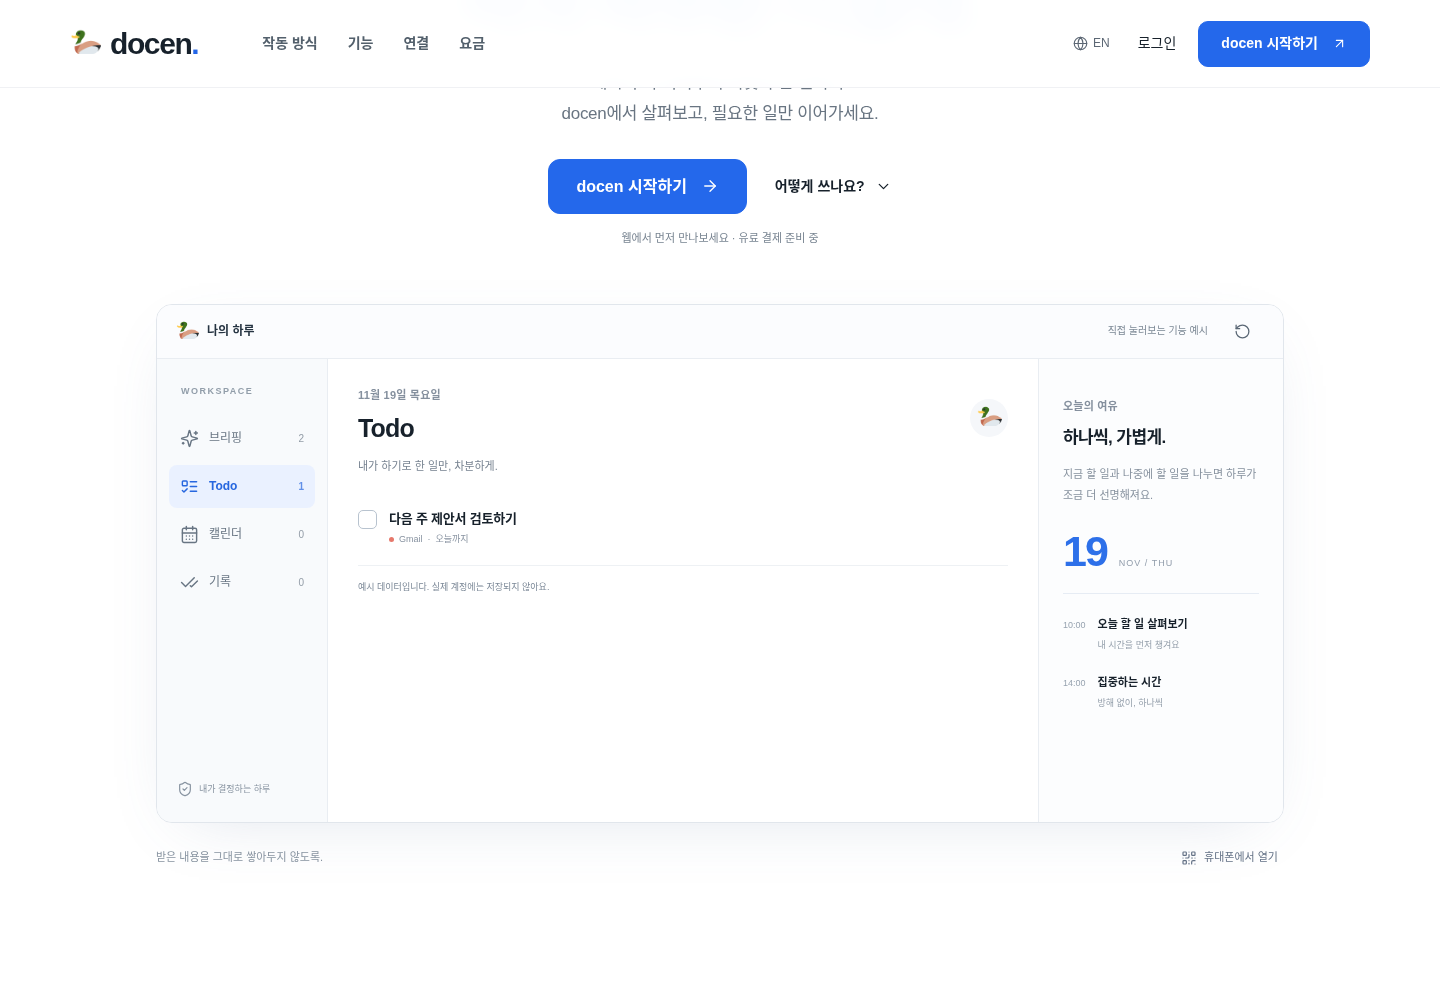 docen.
작동 방식
기능
연결
요금
EN
로그인
docen 시작하기
docen에서 살펴보고, 필요한 일만 이어가세요.
docen 시작하기
어떻게 쓰나요?
웹에서 먼저 만나보세요 · 유료 결제 준비 중
나의 하루
직접 눌러보는 기능 예시
WORKSPACE
브리핑 2
Todo 1
캘린더 0
기록 0
내가 결정하는 하루
11월 19일 목요일
Todo
내가 하기로 한 일만, 차분하게.
다음 주 제안서 검토하기
Gmail · 오늘까지
예시 데이터입니다. 실제 계정에는 저장되지 않아요.
오늘의 여유
하나씩, 가볍게.
지금 할 일과 나중에 할 일을 나누면 하루가
조금 더 선명해져요.
19 NOV / THU
10:00 오늘 할 일 살펴보기
내 시간을 먼저 챙겨요
14:00 집중하는 시간
방해 없이, 하나씩
받은 내용을 그대로 쌓아두지 않도록.
휴대폰에서 열기